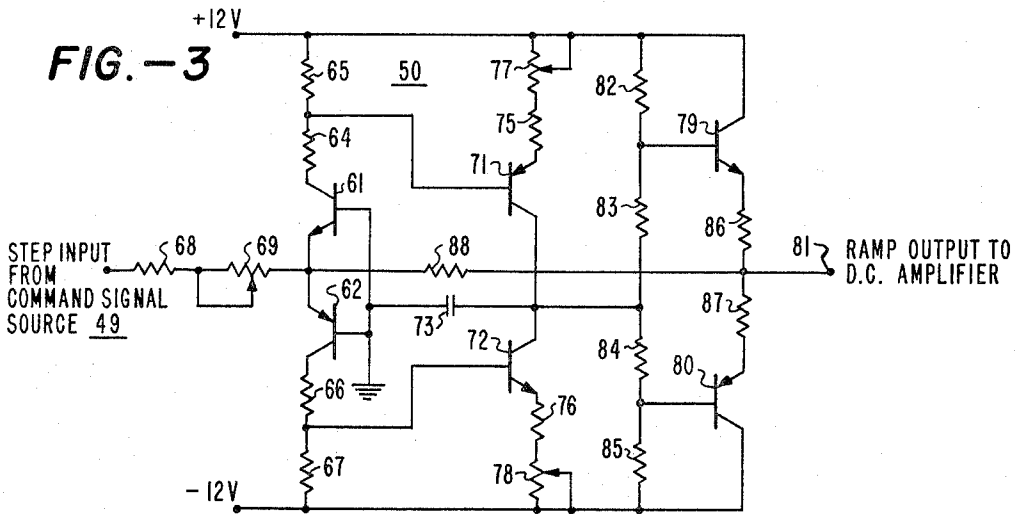 +12V
FIG.-3
65
50
77
82
64
75
79
61
71
83
86
STEP INPUT
FROM
COMMAND SIGNAL
SOURCE 49
68
69
88
81
RAMP OUTPUT TO
D.C. AMPLIFIER
62
73
72
84
87
80
66
76
67
78
85
-12V